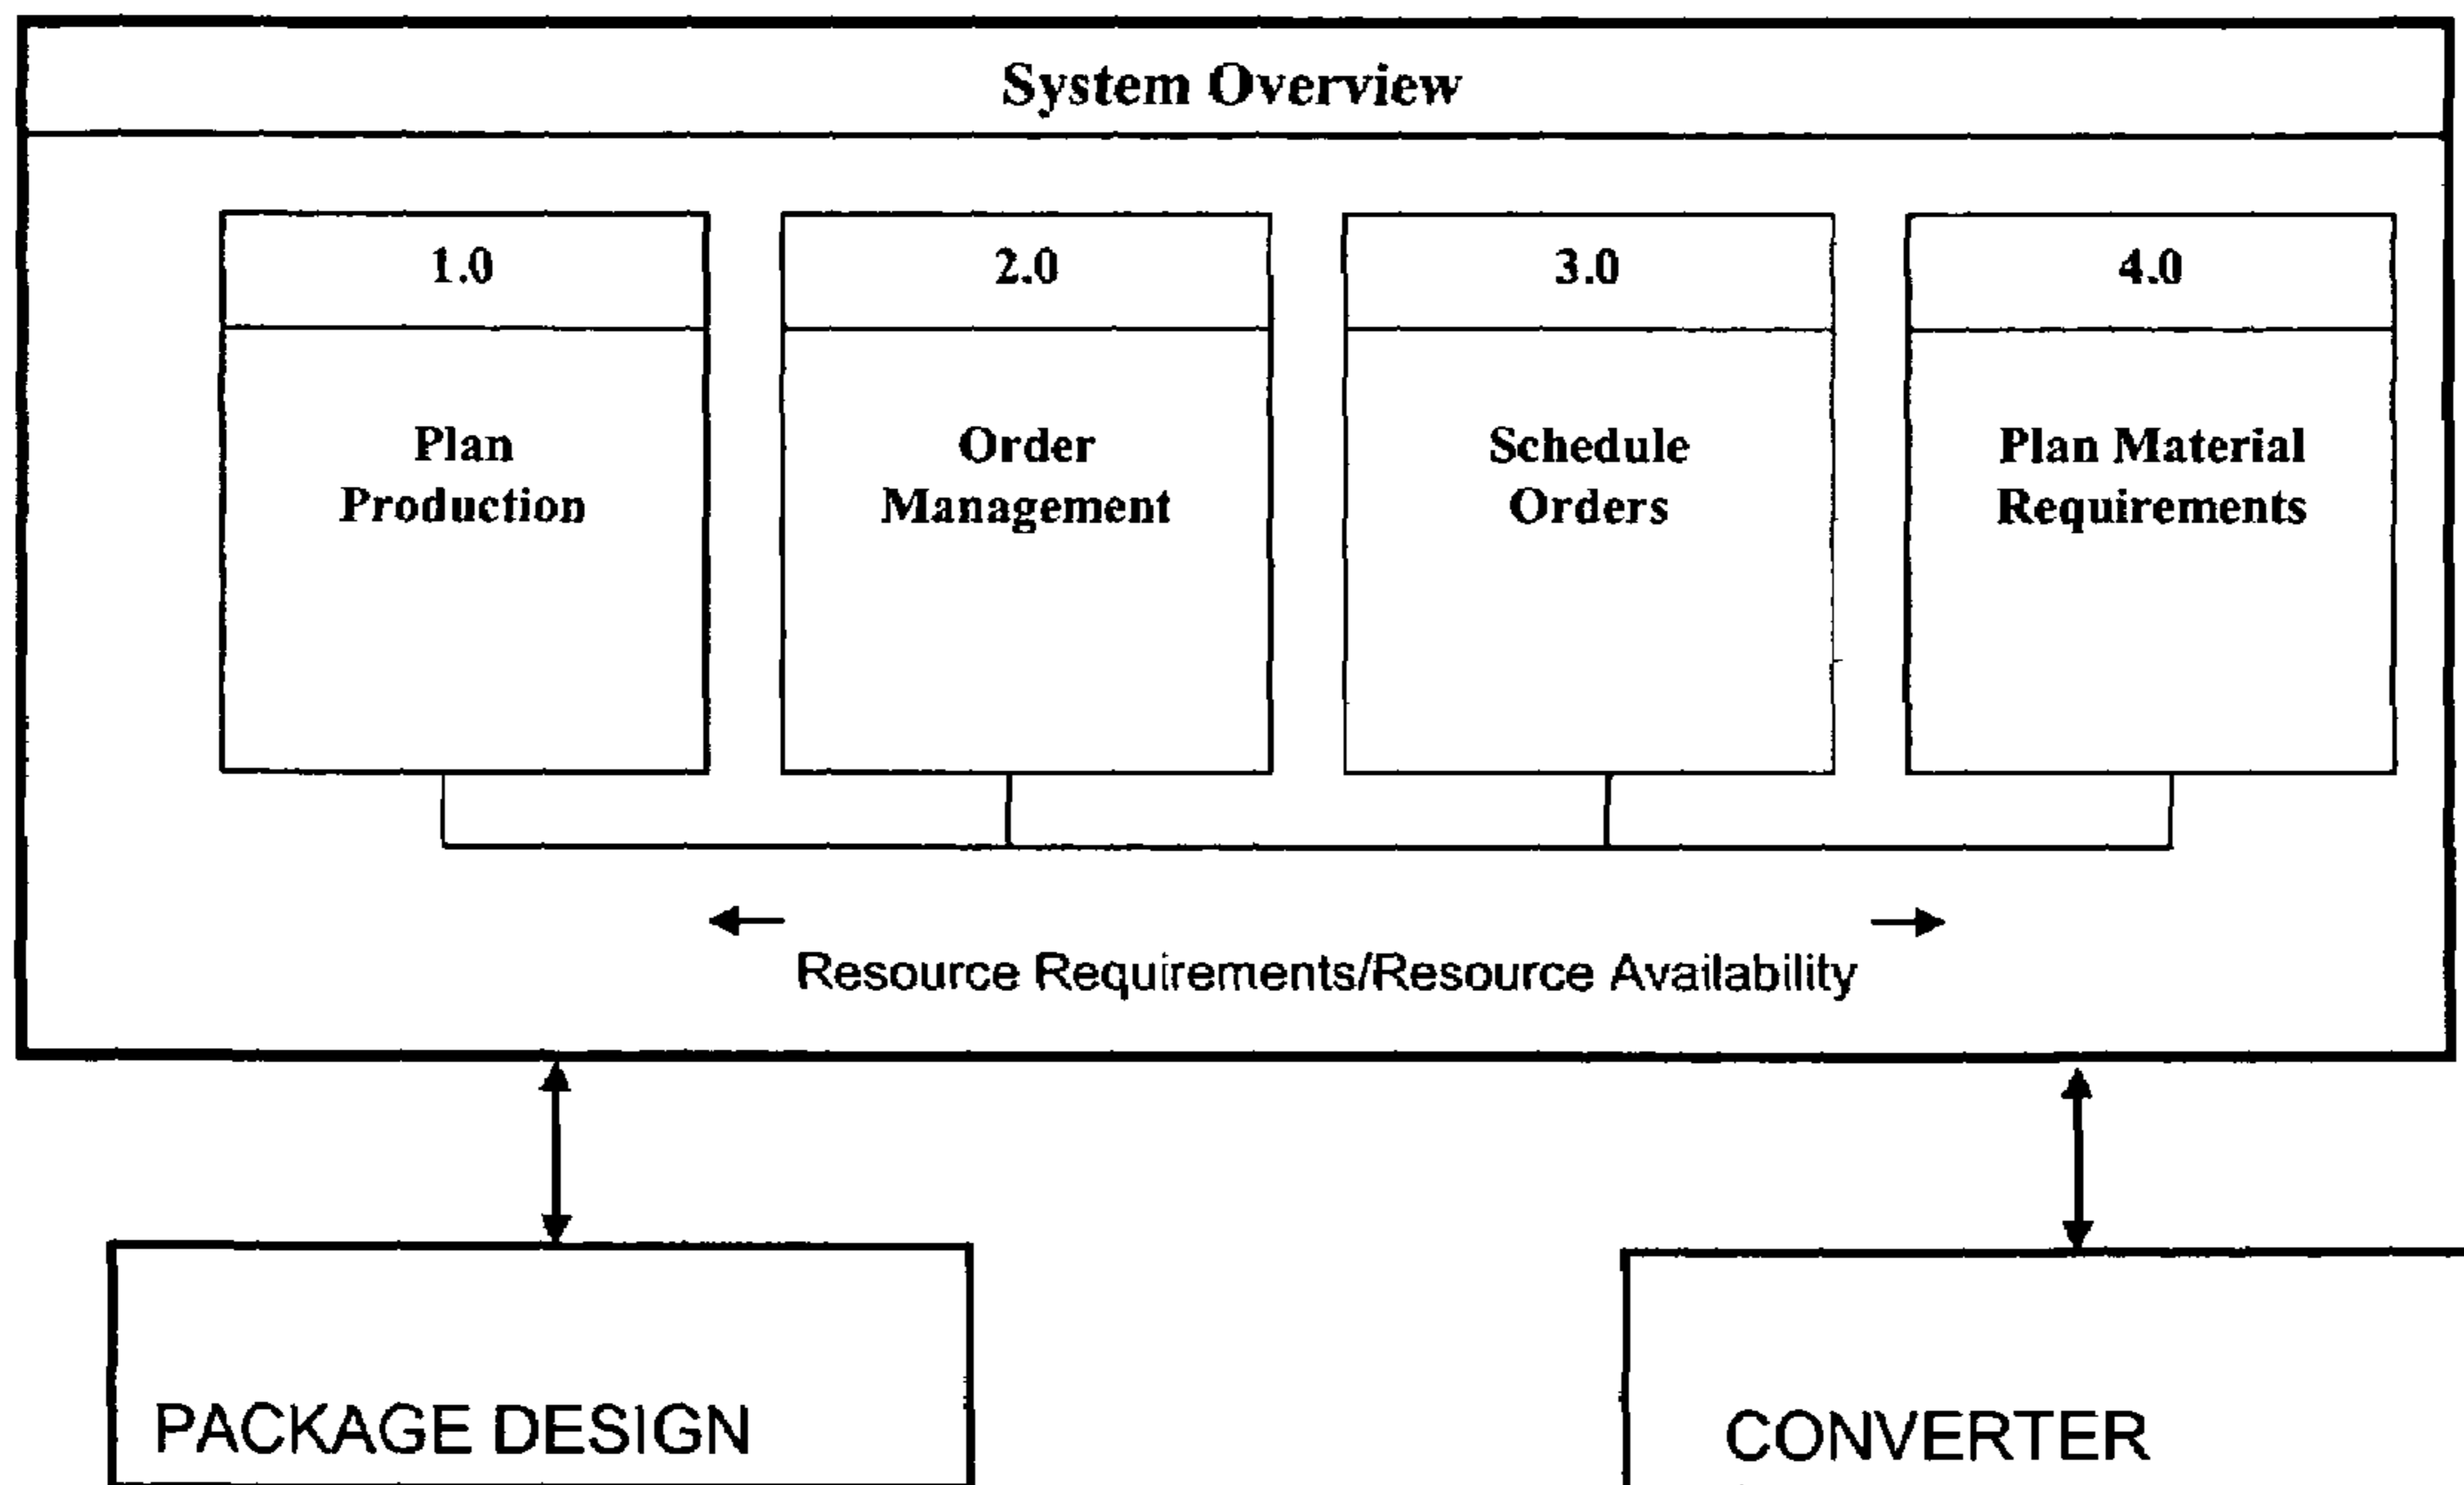 System Overview
1.0
Plan
Production
2.0
Order
Management
3.0
Schedule
Orders
4.0
Plan Material
Requirements
Resource Requirements/Resource Availability
PACKAGE DESIGN
CONVERTER